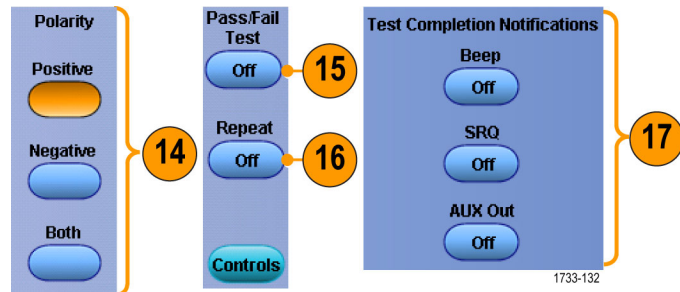 Polarity
Positive
Negative
Both
14
Pass/Fail
Test
Off
15
Repeat
Off
16
Controls
Test Completion Notifications
Beep
Off
SRQ
Off
AUX Out
Off
17
1733-132